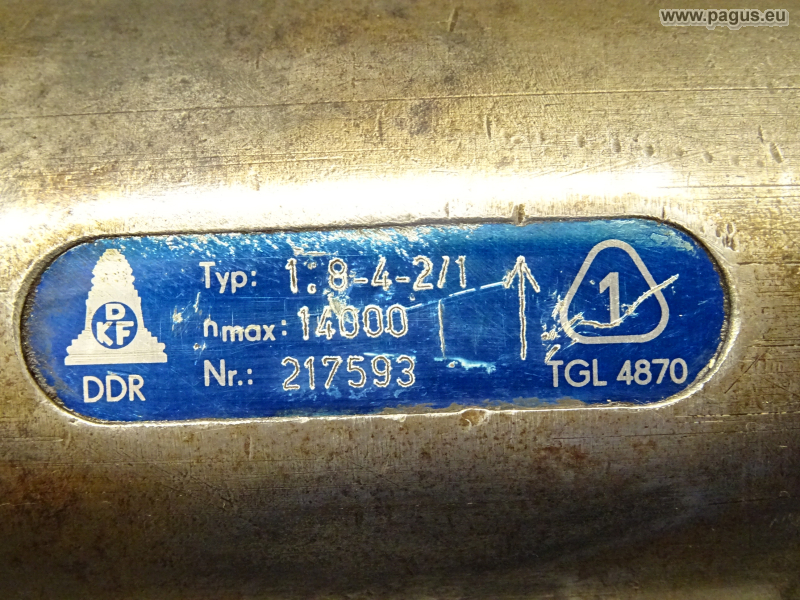 www.pagus.eu
DKF
DDR
Typ: 1:8-4-2/1
nmax: 14000
Nr.: 217593
1
TGL 4870